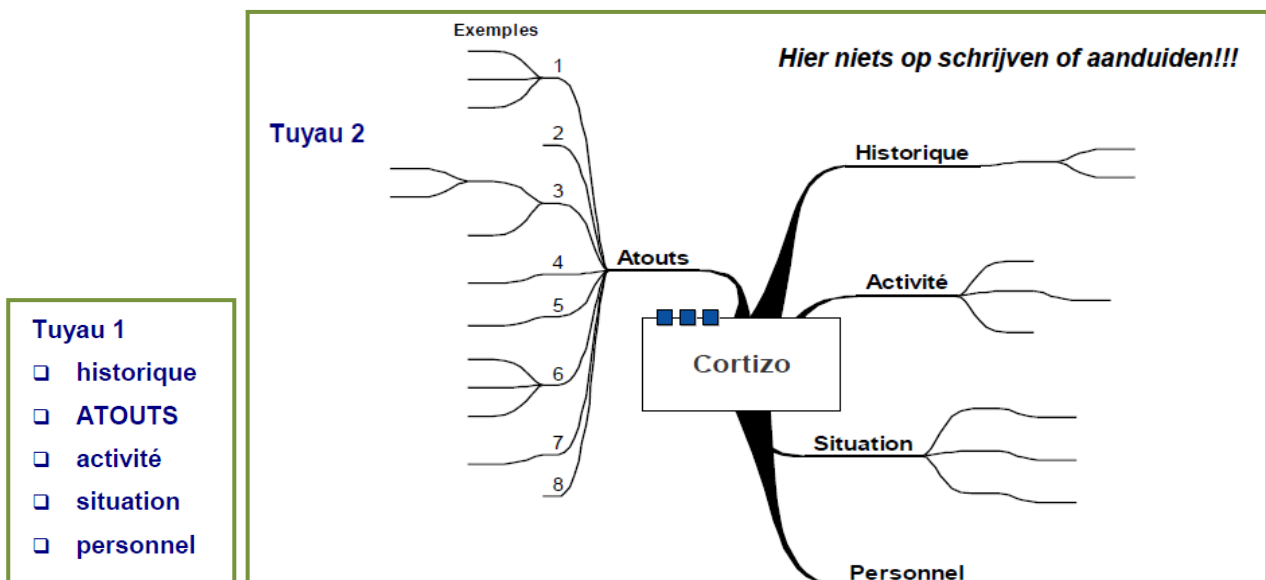 Exemples
Hier niets op schrijven of aanduiden!!!
1
Tuyau 2
2
Historique
3
Atouts
4
Activité
5
Cortizo
6
Situation
7
8
Personnel
Tuyau 1
historique
ATOUTS
activité
situation
personnel